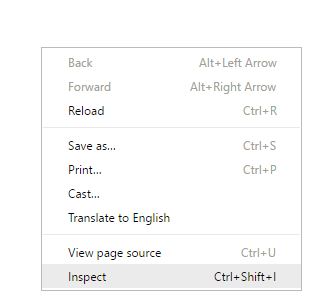 Back Alt+Left Arrow
Forward Alt+Right Arrow
Reload Ctrl+R
Save as... Ctrl+S
Print... Ctrl+P
Cast...
Translate to English
View page source Ctrl+U
Inspect Ctrl+Shift+I